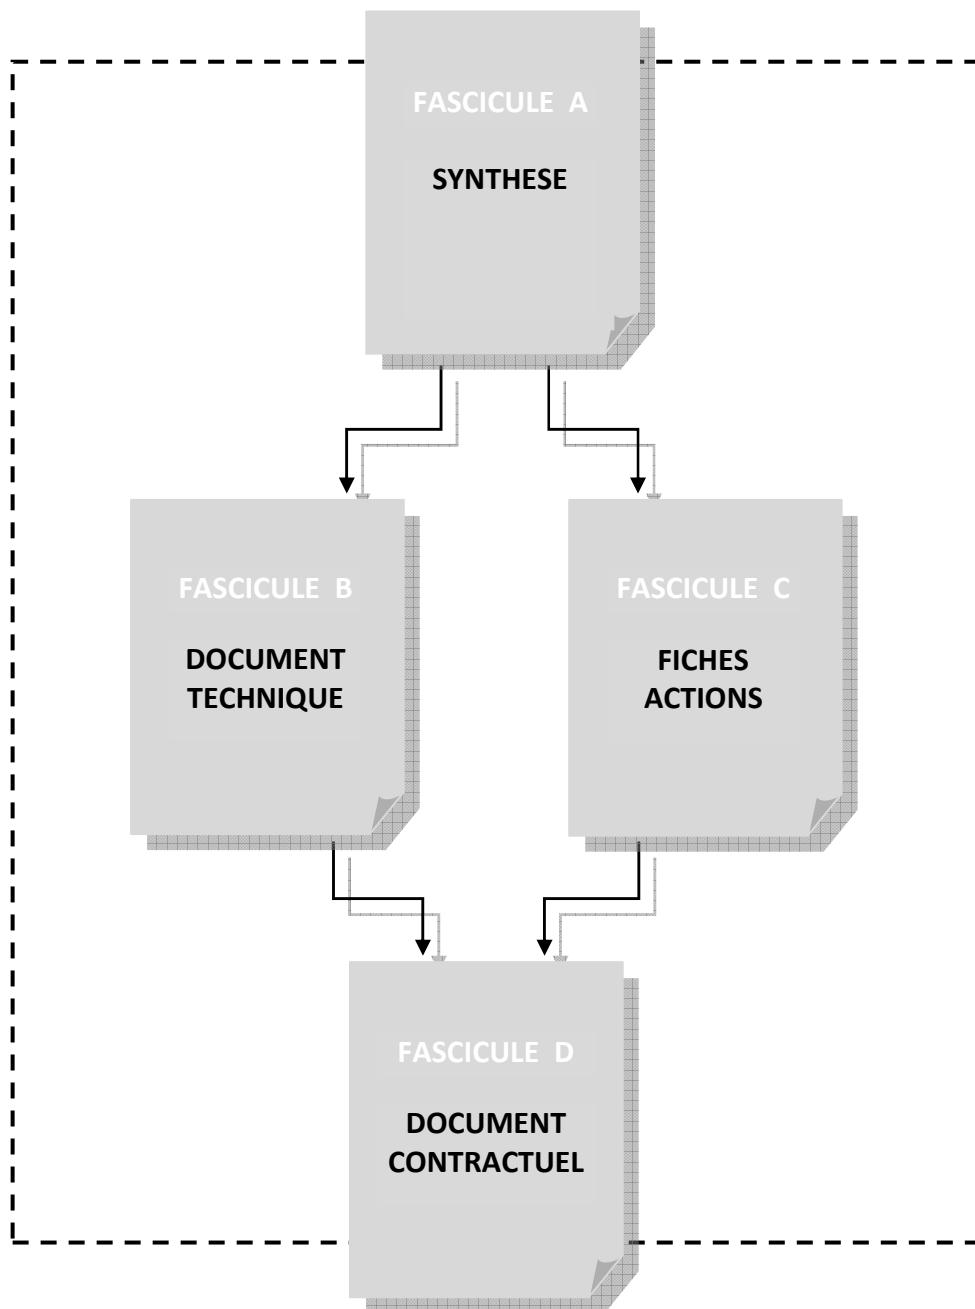 FASCICULE A
SYNTHESE
FASCICULE B
DOCUMENT
TECHNIQUE
FASCICULE C
FICHES
ACTIONS
FASCICULE D
DOCUMENT
CONTRACTUEL